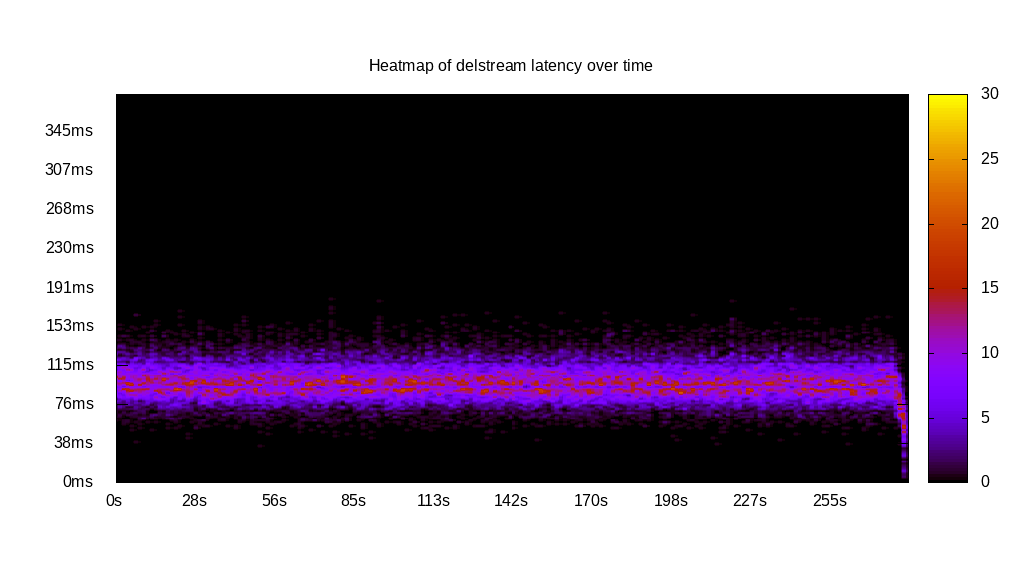 Heatmap of delstream latency over time
345ms
307ms
268ms
230ms
191ms
153ms
115ms
76ms
38ms
0ms
0s 28s 56s 85s 113s 142s 170s 198s 227s 255s
30
25
20
15
10
5
0